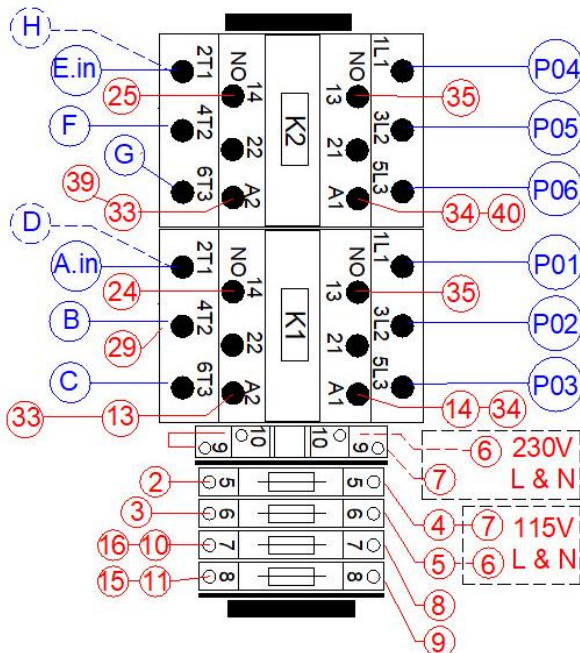 H
E.in
2T1
NO
14
1L1
NO
13
P04
25
35
F
4T2
22
K2
21
3L2
P05
G
6T3
A2
A1
5L3
P06
39
33
34
40
D
A.in
2T1
NO
14
1L1
NO
13
P01
24
35
B
4T2
22
K1
21
3L2
P02
29
C
6T3
A2
A1
5L3
P03
33
13
14
34
9
10
10
9
6
230V
7
L & N
2
5
5
4
7
115V
3
6
6
5
6
L & N
16
10
7
7
8
15
11
8
8
9